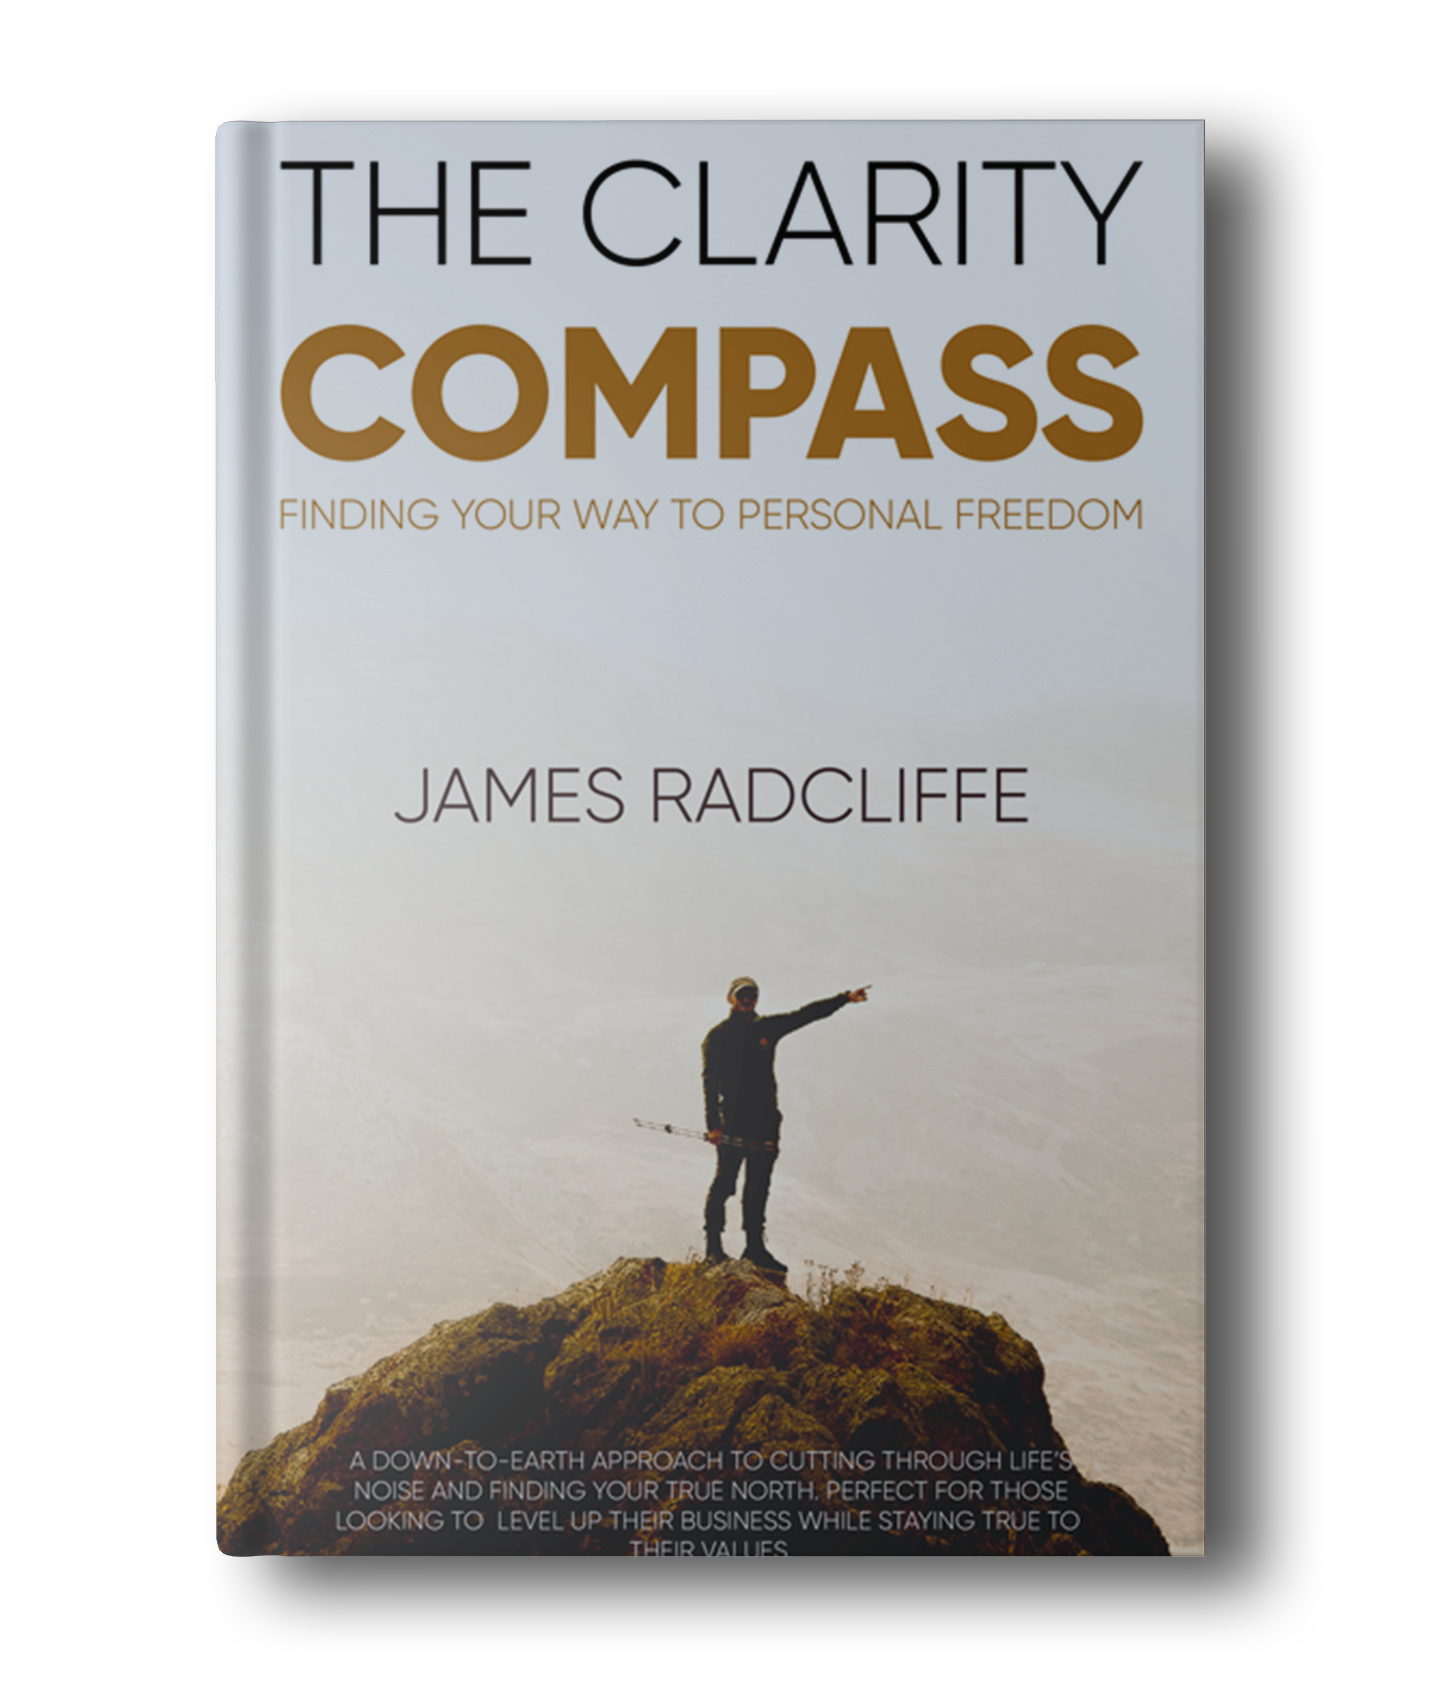 THE CLARITY
COMPASS
FINDING YOUR WAY TO PERSONAL FREEDOM
JAMES RADCLIFFE
A DOWN-TO-EARTH APPROACH TO CUTTING THROUGH LIFE'S
NOISE AND FINDING YOUR TRUE NORTH. PERFECT FOR THOSE
LOOKING TO LEVEL UP THEIR BUSINESS WHILE STAYING TRUE TO
THEIR VALUES